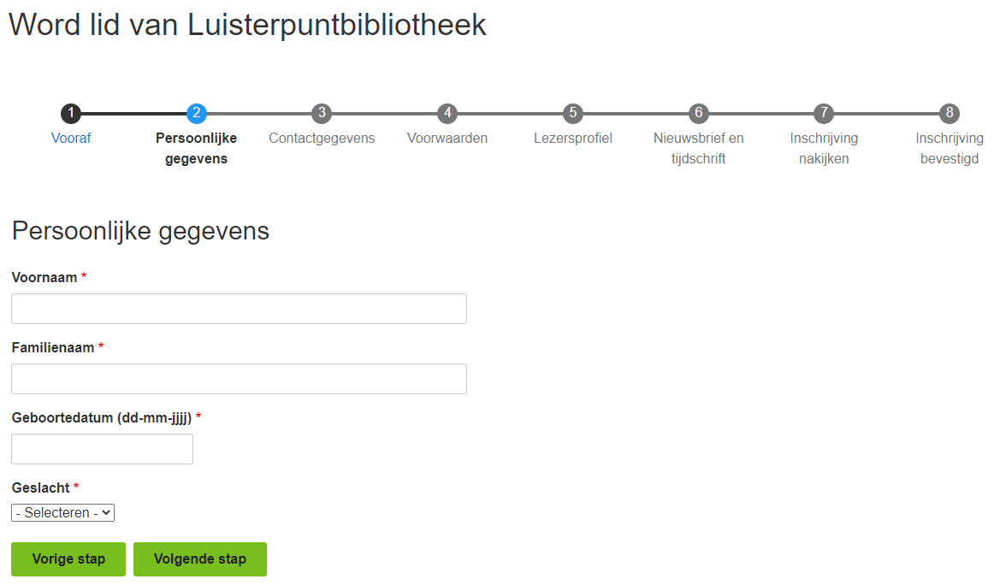 Word lid van Luisterpuntbibliotheek
1 2 3 4 5 6 7 8
Vooraf Persoonlijke Contactgegevens Voorwaarden Lezersprofiel Nieuwsbrief en Inschrijving Inschrijving
gegevens tijdschrift nakijken bevestigd
Persoonlijke gegevens
Voornaam *
Familienaam *
Geboortedatum (dd-mm-jjjj) *
Geslacht *
- Selecteren -
Vorige stap Volgende stap